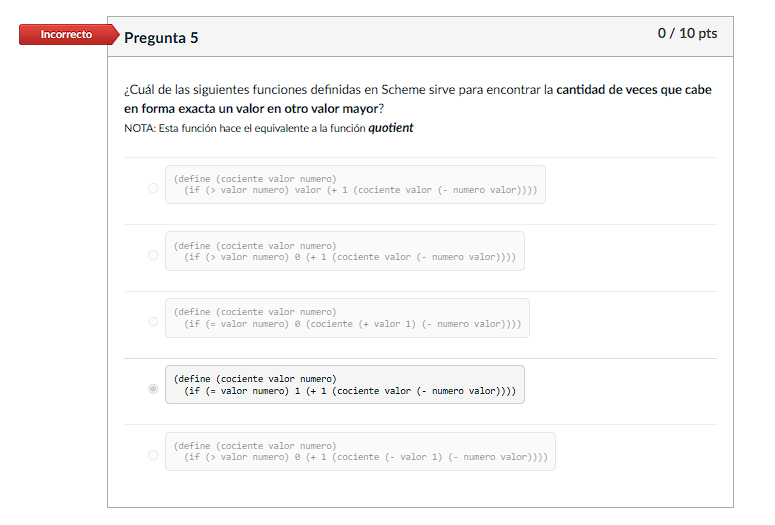 Incorrecto
Pregunta 5
0 / 10 pts
¿Cuál de las siguientes funciones definidas en Scheme sirve para encontrar la cantidad de veces que cabe
en forma exacta un valor en otro valor mayor?
NOTA: Esta función hace el equivalente a la función quotient
(define (cociente valor numero)
(if (> valor numero) valor (+ 1 (cociente valor (- numero valor))))
(define (cociente valor numero)
(if (> valor numero) 0 (+ 1 (cociente valor (- numero valor))))
(define (cociente valor numero)
(if (= valor numero) 0 (cociente (+ valor 1) (- numero valor))))
(define (cociente valor numero)
(if (= valor numero) 1 (+ 1 (cociente valor (- numero valor))))
(define (cociente valor numero)
(if (> valor numero) 0 (+ 1 (cociente (- valor 1) (- numero valor))))